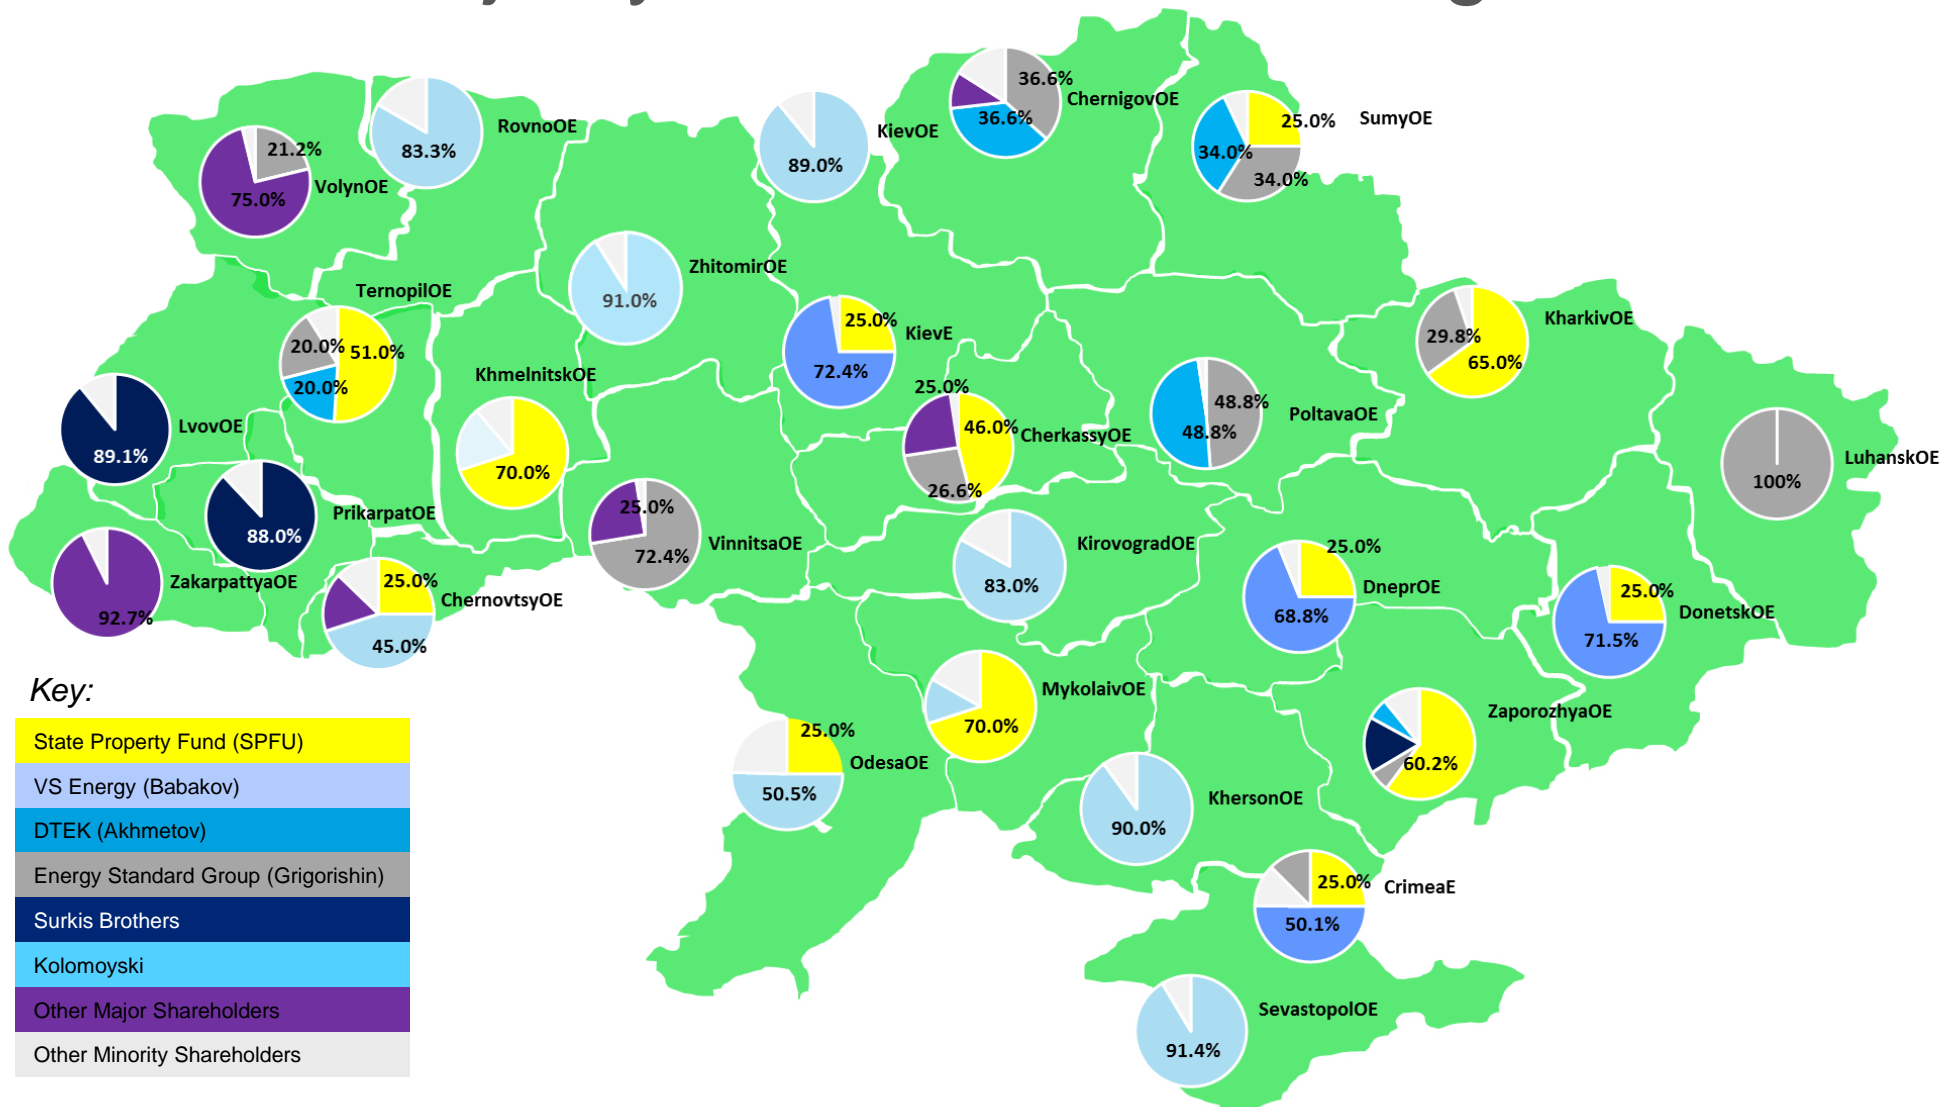 36.6%
ChernigovOE
36.6%
25.0%
SumyOE
34.0%
34.0%
RovnoOE
83.3%
KievOE
89.0%
21.2%
VolynOE
75.0%
ZhitomirOE
91.0%
TernopilOE
20.0%
51.0%
20.0%
KhmelnitskOE
70.0%
25.0%
KievE
72.4%
25.0%
46.0%
CherkassyOE
26.6%
48.8%
PoltavaOE
48.8%
KharkivOE
29.8%
65.0%
LuhanskOE
100%
LvovOE
89.1%
PrikarpatOE
88.0%
25.0%
VinnitsaOE
72.4%
KirovogradOE
83.0%
25.0%
DneprOE
68.8%
25.0%
DonetskOE
71.5%
ZakarpattyaOE
92.7%
25.0%
ChernovtsyOE
45.0%
MykolaivOE
70.0%
ZaporozhyaOE
60.2%
25.0%
OdesaOE
50.5%
KhersonOE
90.0%
25.0%
CrimeaE
50.1%
SevastopolOE
91.4%
Key:
State Property Fund (SPFU)
VS Energy (Babakov)
DTEK (Akhmetov)
Energy Standard Group (Grigorishin)
Surkis Brothers
Kolomoyski
Other Major Shareholders
Other Minority Shareholders